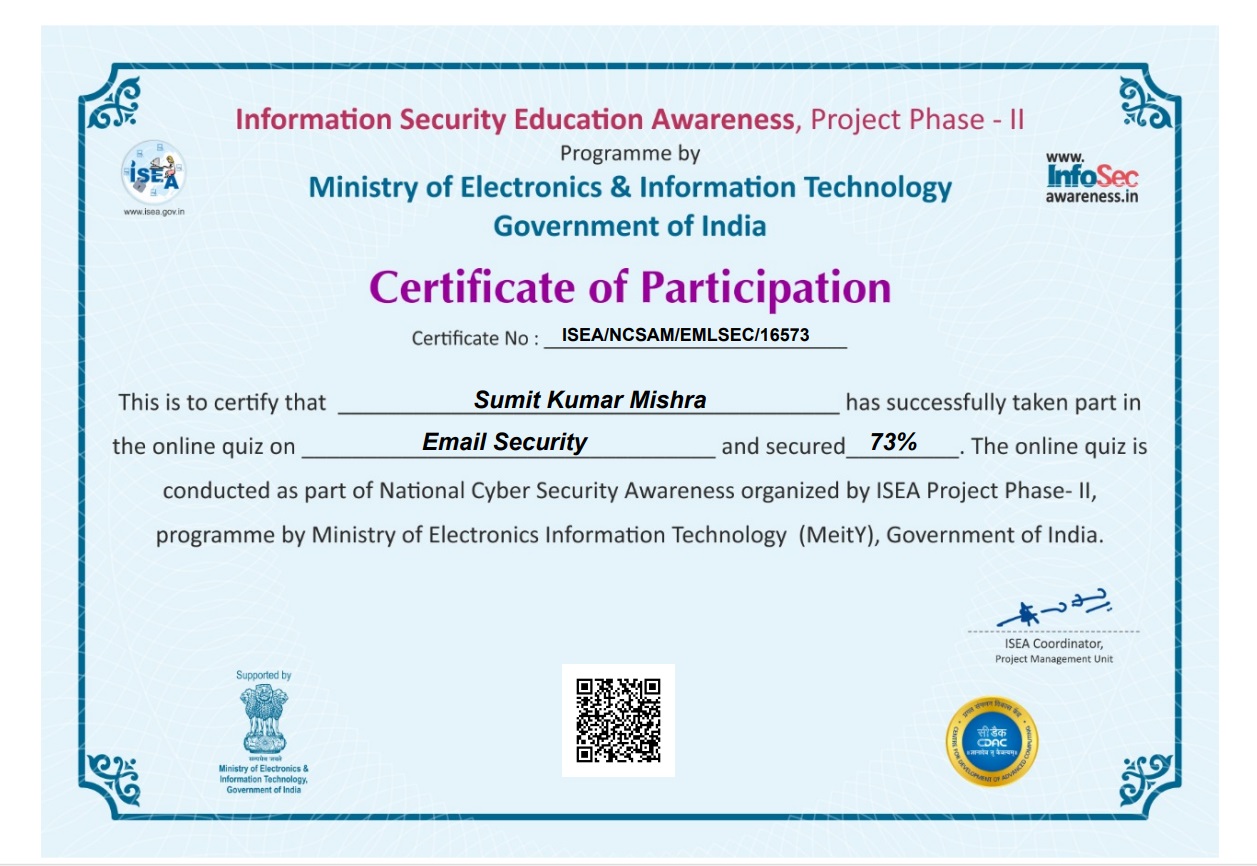 Information Security Education Awareness, Project Phase - II
Programme by
Ministry of Electronics & Information Technology
Government of India
iSEA
www.isea.gov.in
www.
InfoSec
awareness.in
Certificate of Participation
Certificate No : ISEA/NCSAM/EMLSEC/16573
This is to certify that Sumit Kumar Mishra has successfully taken part in
the online quiz on Email Security and secured 73%. The online quiz is
conducted as part of National Cyber Security Awareness organized by ISEA Project Phase- II,
programme by Ministry of Electronics Information Technology (MeitY), Government of India.
ISEA Coordinator,
Project Management Unit
Supported by
सत्यमेव जयते
Ministry of Electronics &
Information Technology,
Government of India
प्रगत संगणन विकास केंद्र
सी डैक
CDAC
CENTRE FOR DEVELOPMENT OF ADVANCED COMPUTING